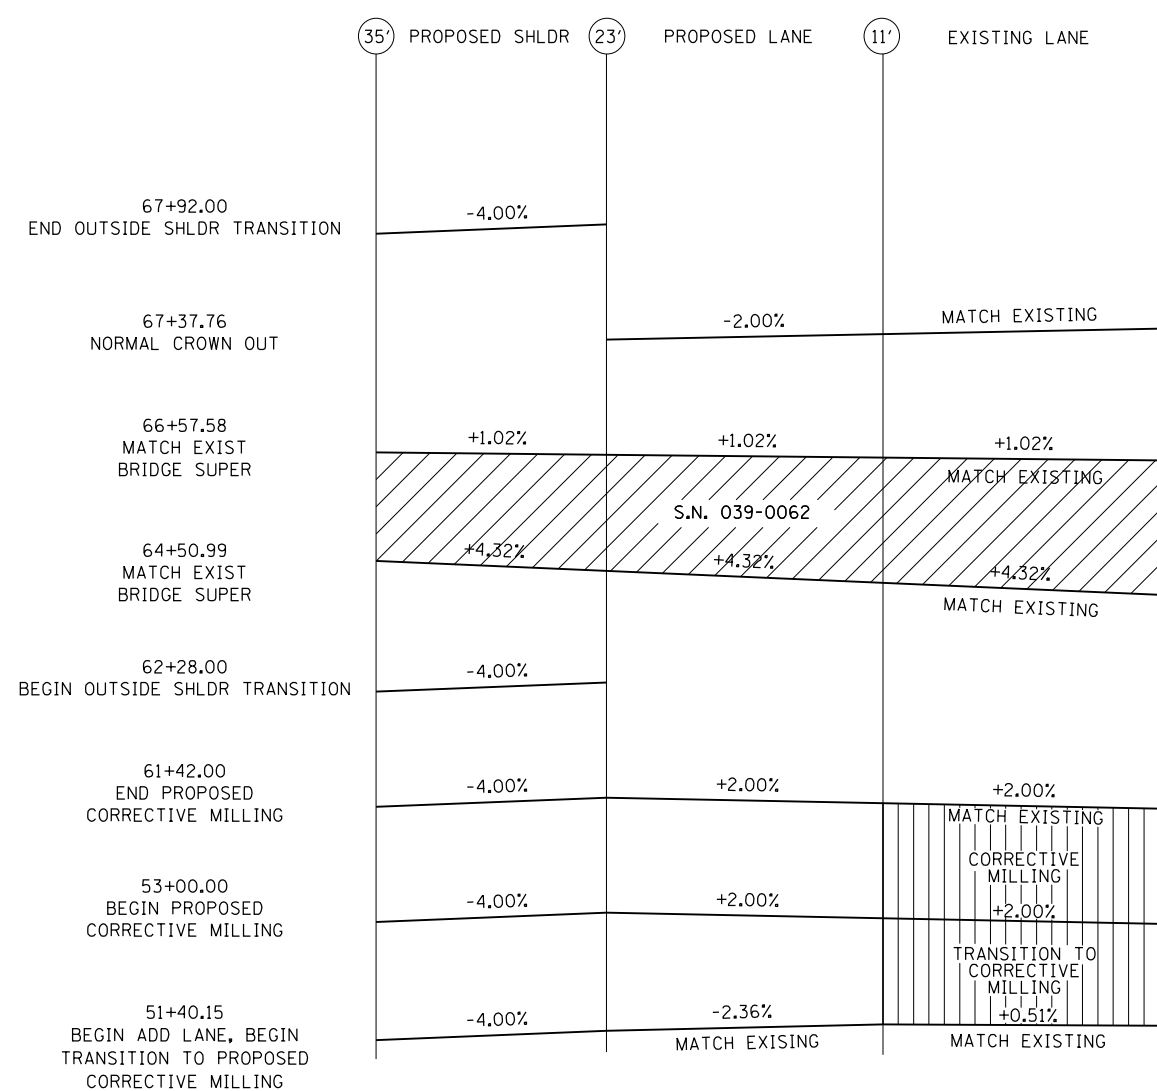 35' PROPOSED SHLDR 23' PROPOSED LANE 11' EXISTING LANE
67+92.00
END OUTSIDE SHLDR TRANSITION
-4.00%
67+37.76
NORMAL CROWN OUT
-2.00%
MATCH EXISTING
66+57.58
MATCH EXIST
BRIDGE SUPER
+1.02% +1.02% +1.02%
MATCH EXISTING
S.N. 039-0062
64+50.99
MATCH EXIST
BRIDGE SUPER
+4.32% +4.32% +4.32%
MATCH EXISTING
62+28.00
BEGIN OUTSIDE SHLDR TRANSITION
-4.00%
61+42.00
END PROPOSED
CORRECTIVE MILLING
-4.00% +2.00% +2.00%
MATCH EXISTING
CORRECTIVE
MILLING
53+00.00
BEGIN PROPOSED
CORRECTIVE MILLING
-4.00% +2.00% +2.00%
TRANSITION TO
CORRECTIVE
MILLING
51+40.15
BEGIN ADD LANE, BEGIN
TRANSITION TO PROPOSED
CORRECTIVE MILLING
-4.00% -2.36% +0.51%
MATCH EXISING MATCH EXISTING